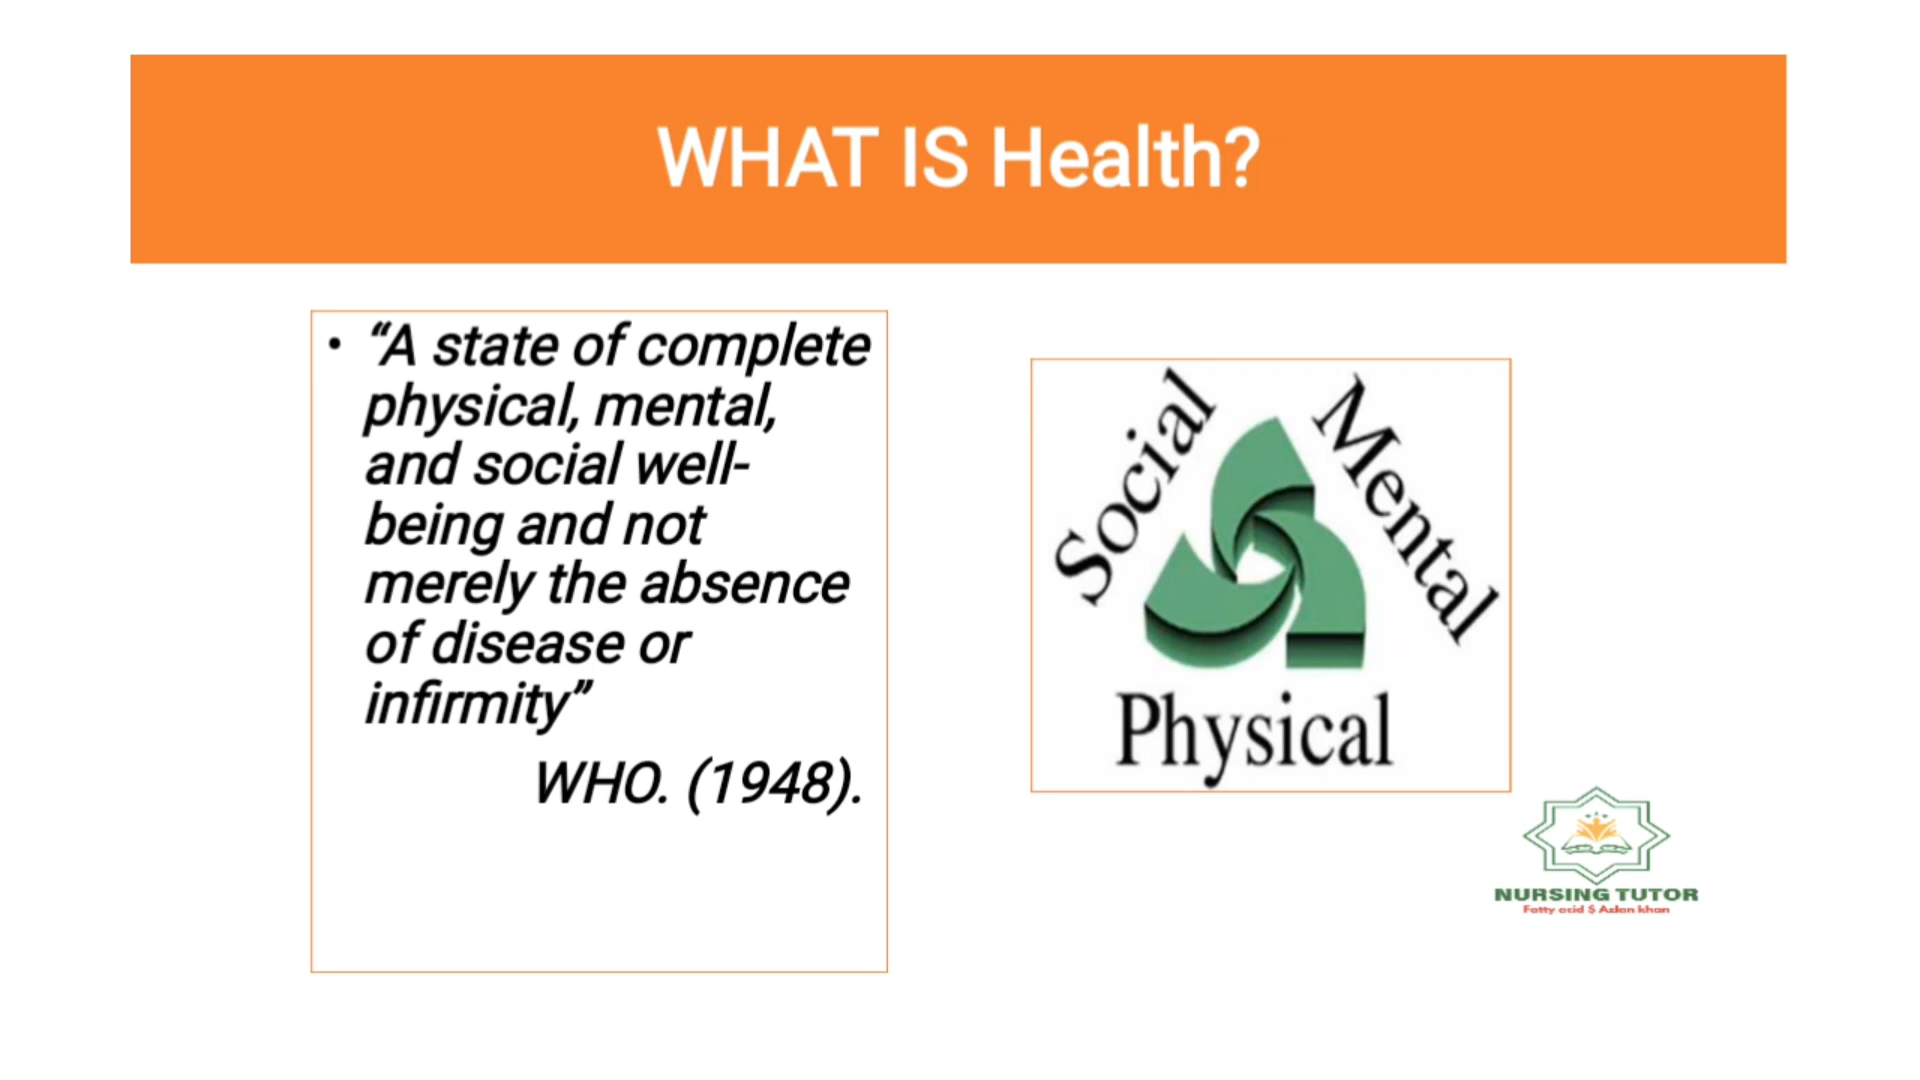 WHAT IS Health?
• “A state of complete
physical, mental,
and social well-
being and not
merely the absence
of disease or
infirmity”
WHO. (1948).
Social
Mental
Physical
NURSING TUTOR
Fatty acid $ Azlan khan